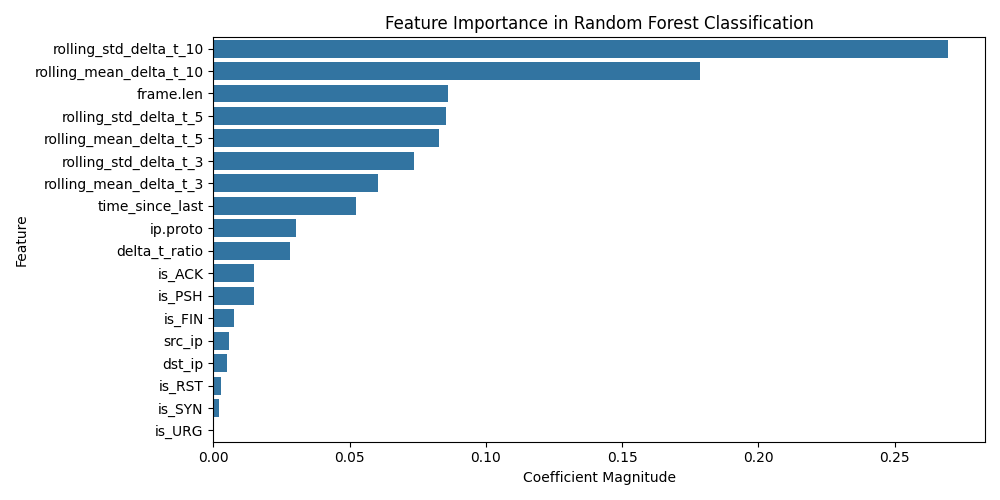 Feature Importance in Random Forest Classification
Feature
rolling_std_delta_t_10
rolling_mean_delta_t_10
frame.len
rolling_std_delta_t_5
rolling_mean_delta_t_5
rolling_std_delta_t_3
rolling_mean_delta_t_3
time_since_last
ip.proto
delta_t_ratio
is_ACK
is_PSH
is_FIN
src_ip
dst_ip
is_RST
is_SYN
is_URG
0.00 0.05 0.10 0.15 0.20 0.25
Coefficient Magnitude